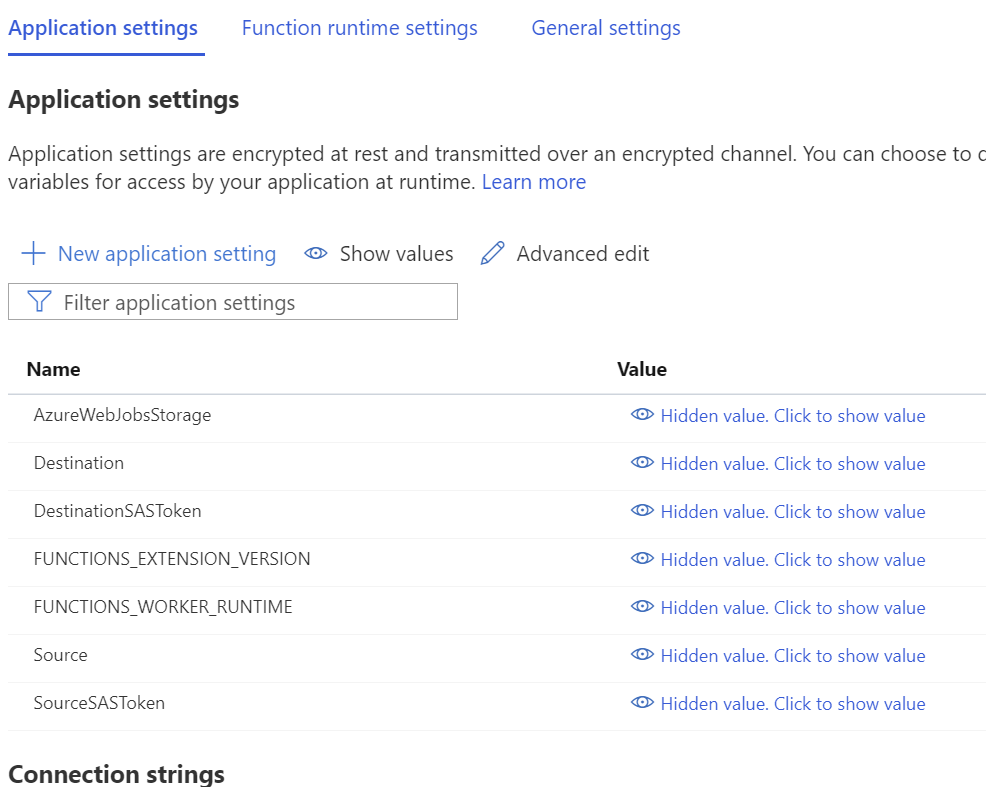 Application settings Function runtime settings General settings
Application settings
Application settings are encrypted at rest and transmitted over an encrypted channel. You can choose to
variables for access by your application at runtime. Learn more
New application setting Show values Advanced edit
Filter application settings
Name Value
AzureWebJobsStorage Hidden value. Click to show value
Destination Hidden value. Click to show value
DestinationSASToken Hidden value. Click to show value
FUNCTIONS_EXTENSION_VERSION Hidden value. Click to show value
FUNCTIONS_WORKER_RUNTIME Hidden value. Click to show value
Source Hidden value. Click to show value
SourceSASToken Hidden value. Click to show value
Connection strings